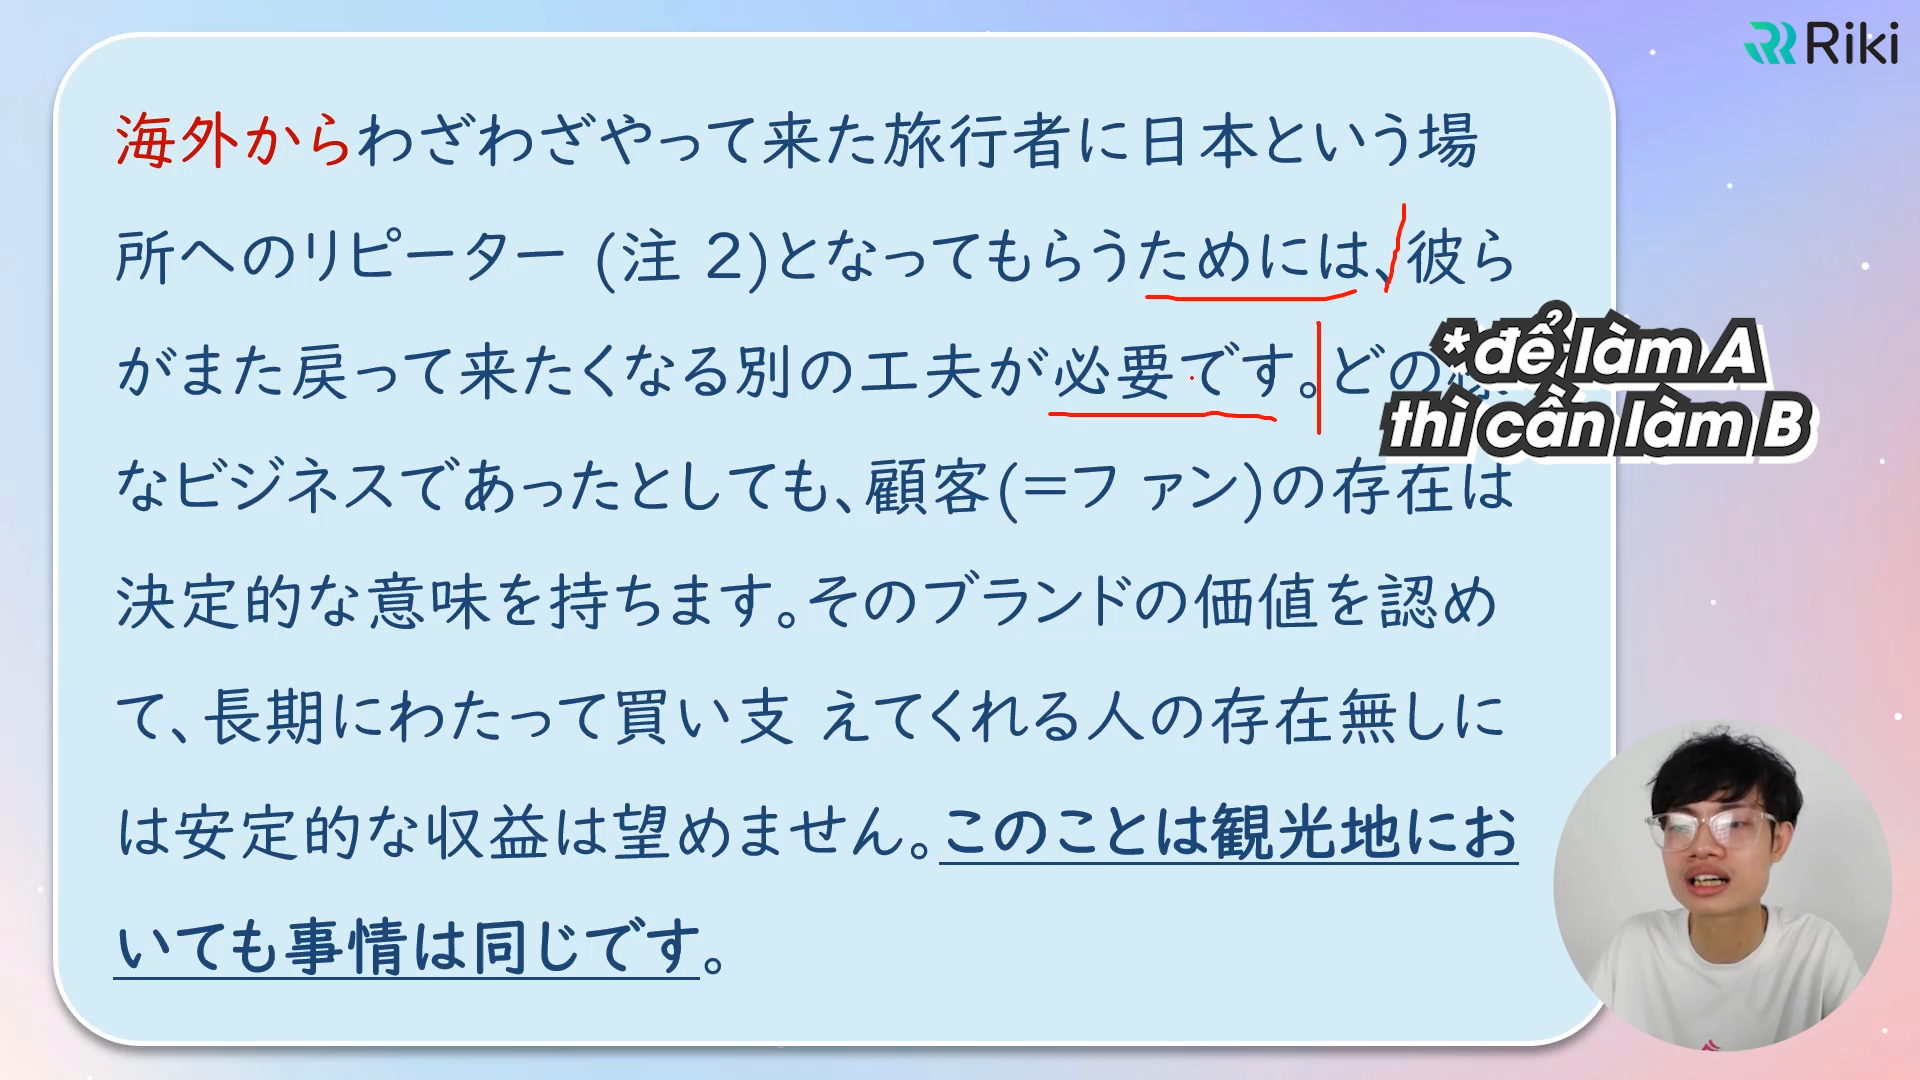 Riki
海外からわざわざやって来た旅行者に日本という場
所へのリピーター (注 2)となってもらうためには、彼ら
がまた戻って来たくなる別の工夫が必要です。どの
*để làm A
thì cần làm B
なビジネスであったとしても、顧客(=フ ァン)の存在は
決定的な意味を持ちます。そのブランドの価値を認め
て、長期にわたって買い支 えてくれる人の存在無しに
は安定的な収益は望めません。このことは観光地にお
いても事情は同じです。